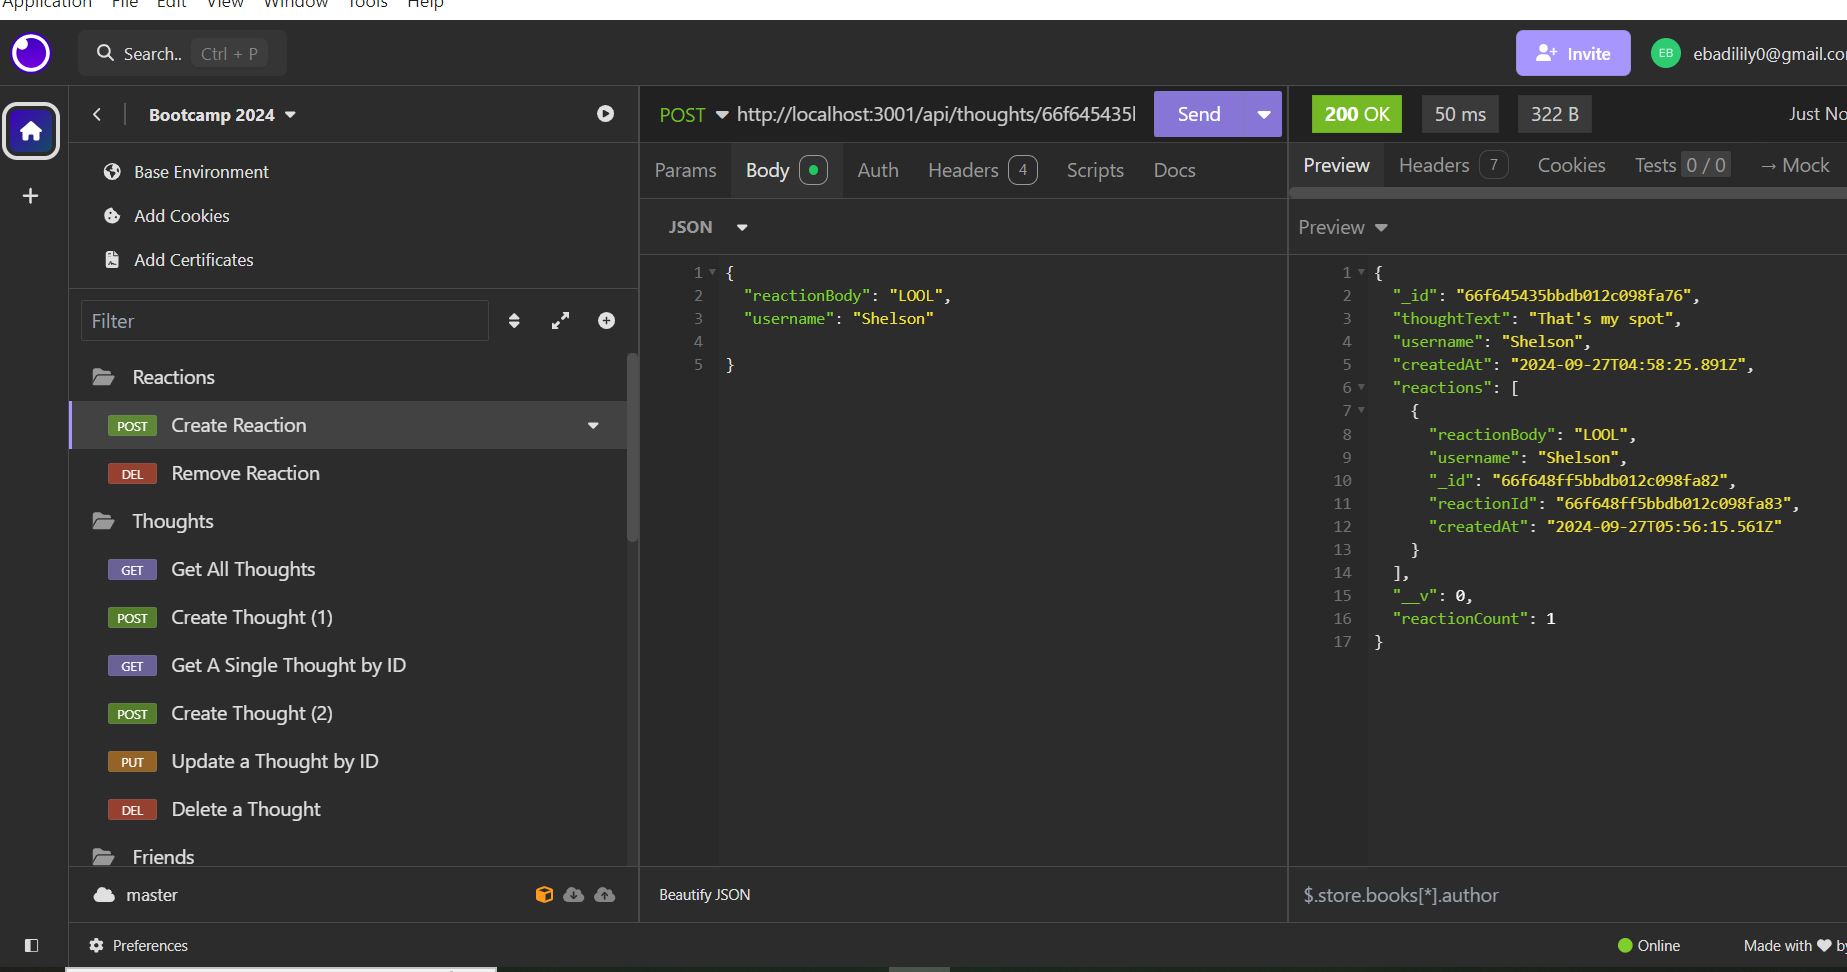 Application File Edit View Window Tools Help
Search.. Ctrl + P
Invite
EB ebadilily0@gmail.co
Bootcamp 2024
Base Environment
Add Cookies
Add Certificates
Filter
Reactions
POST Create Reaction
DEL Remove Reaction
Thoughts
GET Get All Thoughts
POST Create Thought (1)
GET Get A Single Thought by ID
POST Create Thought (2)
PUT Update a Thought by ID
DEL Delete a Thought
Friends
master
Preferences
POST http://localhost:3001/api/thoughts/66f645435l Send
Params Body Auth Headers 4 Scripts Docs
JSON
1 {
2 "reactionBody": "LOOL",
3 "username": "Shelson"
4
5 }
Beautify JSON
200 OK 50 ms 322 B Just No
Preview Headers 7 Cookies Tests 0 / 0 → Mock
Preview
1 {
2 "_id": "66f645435bbdb012c098fa76",
3 "thoughtText": "That's my spot",
4 "username": "Shelson",
5 "createdAt": "2024-09-27T04:58:25.891Z",
6 "reactions": [
7 {
8 "reactionBody": "LOOL",
9 "username": "Shelson",
10 "_id": "66f648ff5bbdb012c098fa82",
11 "reactionId": "66f648ff5bbdb012c098fa83",
12 "createdAt": "2024-09-27T05:56:15.561Z"
13 }
14 ],
15 "__v": 0,
16 "reactionCount": 1
17 }
$.store.books[*].author
Online Made with ❤ by